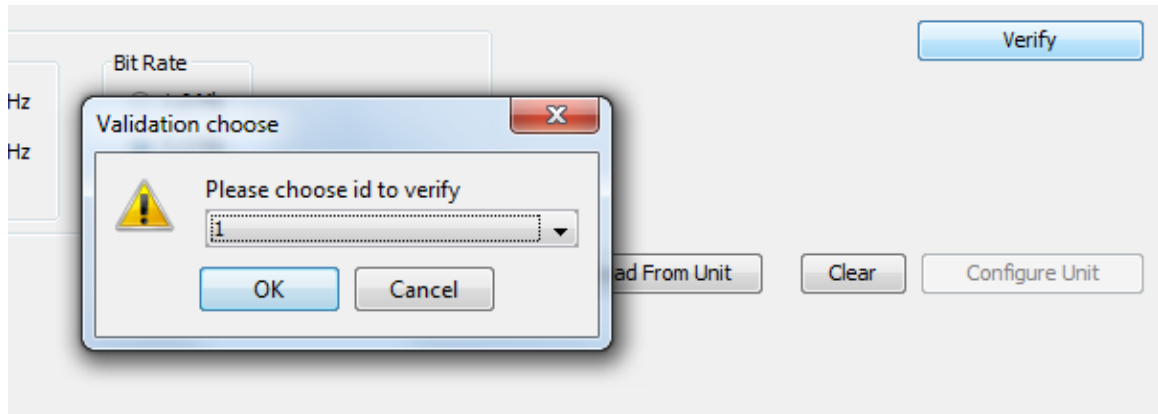 Verify
Bit Rate
Hz
Validation choose
Hz
Please choose id to verify
1
ad From Unit
Clear
Configure Unit
OK
Cancel